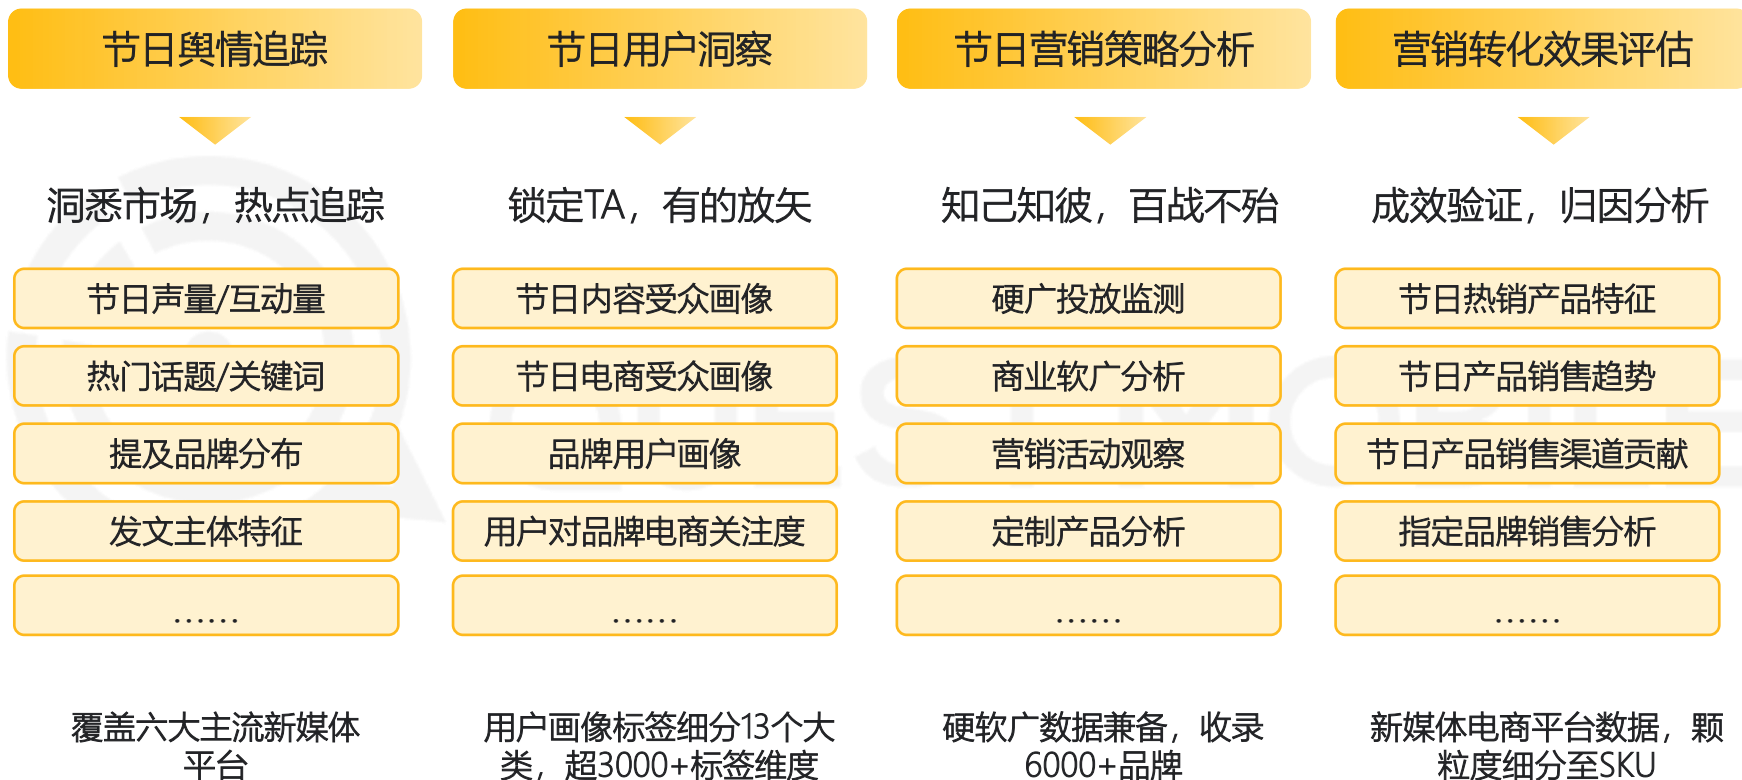 节日舆情追踪
洞悉市场，热点追踪
节日声量/互动量
热门话题/关键词
提及品牌分布
发文主体特征
……
覆盖六大主流新媒体
平台
节日用户洞察
锁定TA，有的放矢
节日内容受众画像
节日电商受众画像
品牌用户画像
用户对品牌电商关注度
……
用户画像标签细分13个大
类，超3000+标签维度
节日营销策略分析
知己知彼，百战不殆
硬广投放监测
商业软广分析
营销活动观察
定制产品分析
……
硬软广数据兼备，收录
6000+品牌
营销转化效果评估
成效验证，归因分析
节日热销产品特征
节日产品销售趋势
节日产品销售渠道贡献
指定品牌销售分析
……
新媒体电商平台数据，颗
粒度细分至SKU
QUEST MOBILE